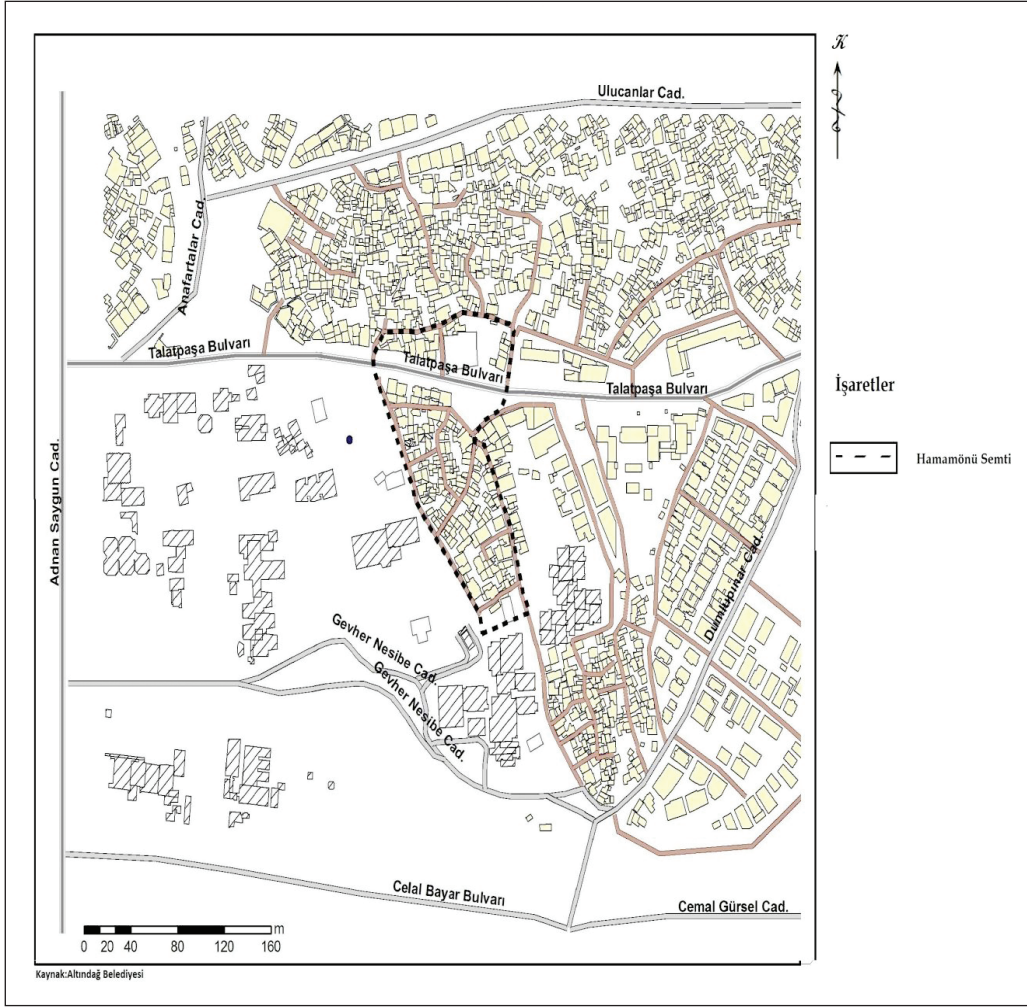 K
Ulucanlar Cad.
Anafartalar Cad.
Talatpaşa Bulvarı
Talatpaşa Bulvarı
Talatpaşa Bulvarı
İşaretler
Hamamönü Semti
Adnan Saygun Cad.
Dumlupınar Cad.
Gevher Nesibe Cad.
Gevher Nesibe Cad.
Celal Bayar Bulvarı
Cemal Gürsel Cad.
m
0 20 40 80 120 160
Kaynak:Altındağ Belediyesi